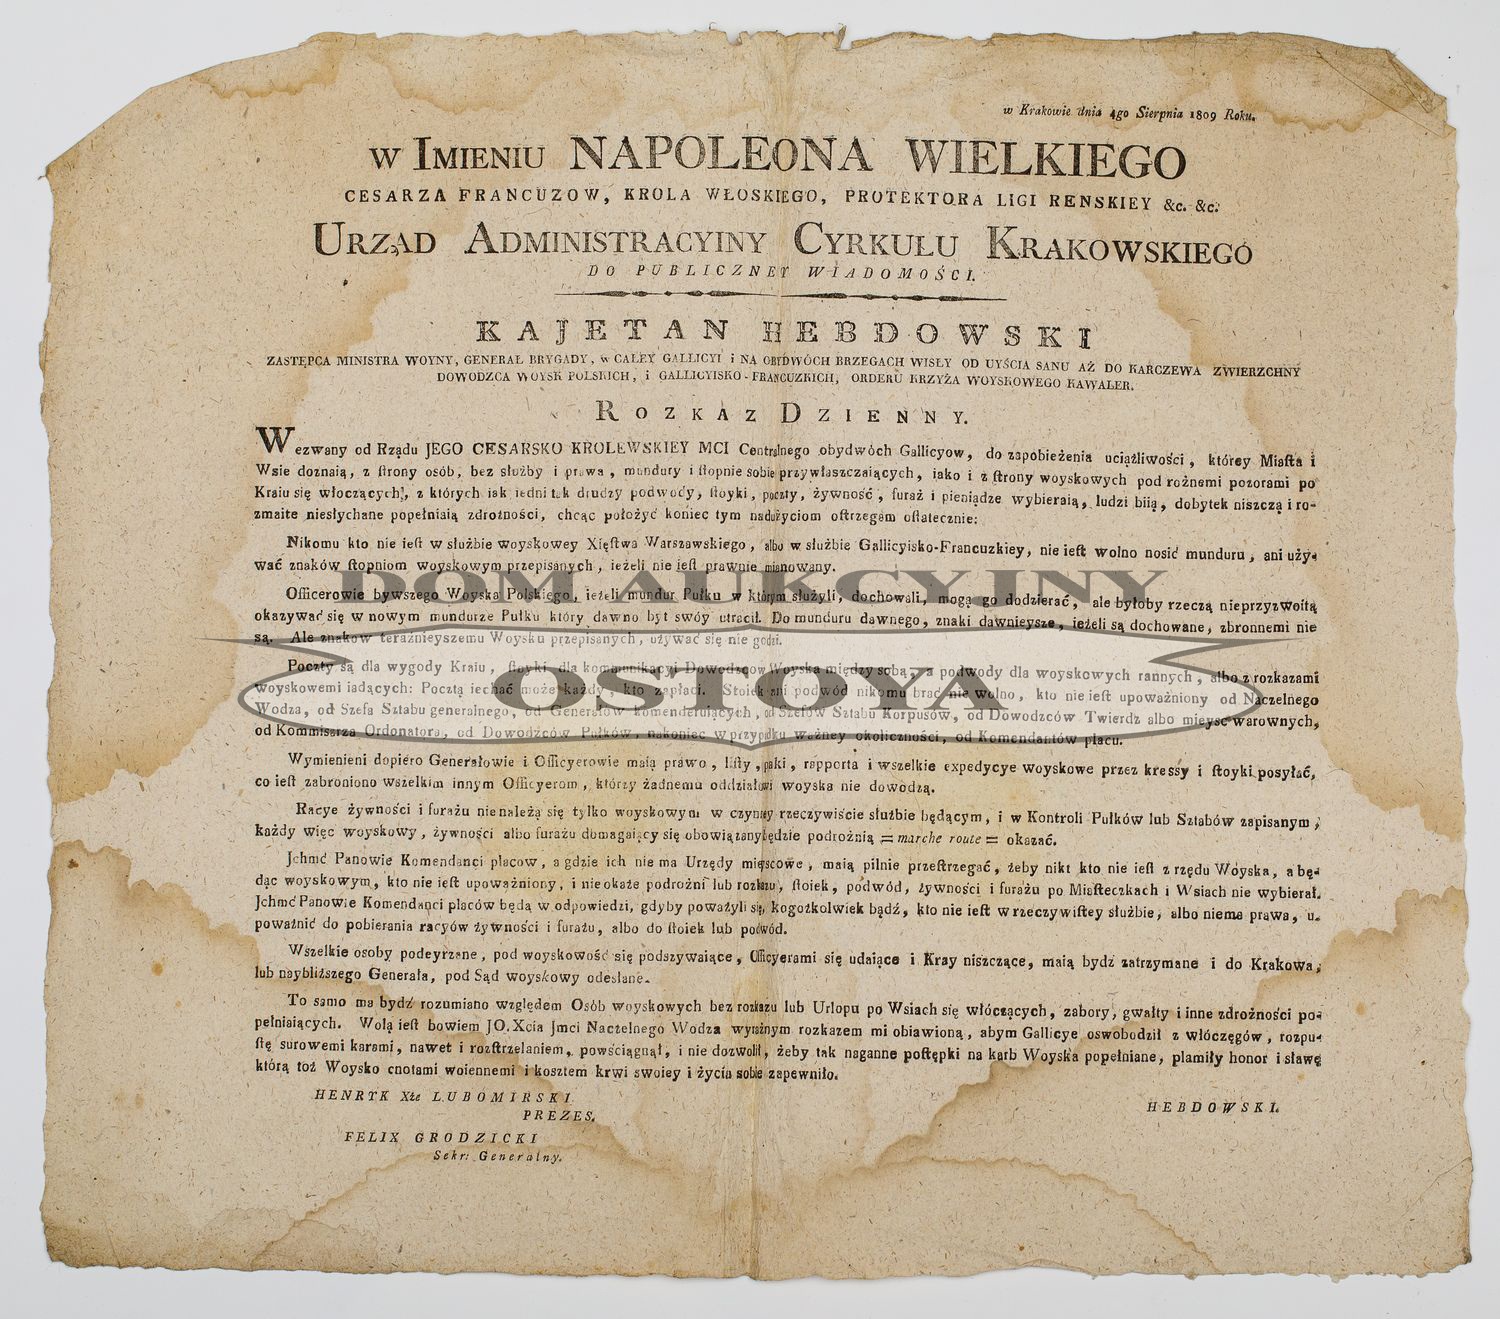 w Krakowie dnia 4go Sierpnia 1809 Roku.
W IMIENIU NAPOLEONA WIELKIEGO
CESARZA FRANCUZOW, KROLA WŁOSKIEGO, PROTEKTORA LIGI RENSKIEY &c. &c.
URZĄD ADMINISTRACYINY CYRKUŁU KRAKOWSKIEGO
DO PUBLICZNEY WIADOMOŚCI.
KAJETAN HEBDOWSKI
ZASTĘPCA MINISTRA WOYNY, GENERAŁ BRYGADY, w CAŁEY GALLICYI i NA OBYDWÓCH BRZEGACH WISŁY OD UYŚCIA SANU AŻ DO KARCZEWA ZWIERZCHNY
DOWODZCA WOYSK POLSKICH, i GALLICYISKO-FRANCUZKICH, ORDERU KRZYŻA WOYSKOWEGO KAWALER.
ROZKAZ DZIENNY.
Wezwany od Rządu JEGO CESARSKO KROLEWSKIEY MCI Centralnego obydwóch Gallicyow, do zapobieżenia uciążliwości, którey Miaſta i
Wsie doznaią, z ſtrony osób, bez służby i prawa, mundury i ſtopnie sobie przywłaszczaiących, iako i z ſtrony woyskowych pod rożnemi pozorami po
Kraiu się włoczących, z których iak iedni tak drudzy podwody, ſtoyki, poczty, żywność, furaż i pieniądze wybieraią, ludzi biią, dobytek niszczą i ro-
zmaite niesłychane popełniaią zdrożności, chcąc położyć koniec tym nadużyciom oſtrzegam oſtatecznie:
Nikomu kto nie ieſt w służbie woyskowey Xięſtwa Warszawskiego, albo w służbie Gallicyisko-Francuzkiey, nie ieſt wolno nosić munduru, ani uży-
wać znaków ſtopniom woyskowym przepisanych, ieżeli nie ieſt prawnie mianowany.
Officerowie bywszego Woyska Polskiego, ieżeli mundur Pułku w którym służyli, dochowali, mogą go dodzierać, ale byłoby rzeczą nieprzyzwoitą
okazywać się w nowym mundurze Pułku który dawno byt swóy utracił. Do munduru dawnego, znaki dawnieysze, ieżeli są dochowane, zbronnemi nie
są. Ale znakow teraźnieyszemu Woysku przepisanych, używać się nie godzi.
Poczty są dla wygody Kraiu, ſtoyki dla kommunikacyi Dowodzcow Woyska między sobą, a podwody dla woyskowych rannych, albo z rozkazami
woyskowemi iadących: Pocztą iechać może każdy, kto zapłaci. Stoiek ani podwód nikomu brać nie wolno, kto nie ieſt upoważniony od Naczelnego
Wodza, od Szefa Sztabu generalnego, od Generałow komenderuiących, od Szefów Sztabu Korpusów, od Dowodzców Twierdz albo mieysc warownych,
od Kommisarza Ordonatora, od Dowodzców Pułków, nakoniec w przypadku ważney okoliczności, od Komendantów placu.
Wymienieni dopiero Generałowie i Officyerowie maią prawo, liſty, paki, rapporta i wszelkie expedycye woyskowe przez kressy i ſtoyki posyłać,
co ieſt zabroniono wszelkim innym Officyerom, którzy żadnemu oddziałowi woyska nie dowodzą.
Racye żywności i furażu nienależą się tylko woyskowym w czynney rzeczywiście służbie będącym, i w Kontroli Pułków lub Sztabów zapisanym,
każdy więc woyskowy, żywności albo furażu domagaiący się obowiązany będzie podrożnią = marche route = okazać.
Jchmć Panowie Komendanci placow, a gdzie ich nie ma Urzędy mieyscowe, maią pilnie przeſtrzegać, żeby nikt kto nie ieſt z rzędu Woyska, a bę-
dąc woyskowym, kto nie ieſt upoważniony, i nie okaże podrożni lub rozkazu, ſtoiek, podwód, żywności i furażu po Miaſteczkach i Wsiach nie wybierał.
Jchmć Panowie Komendanci placów będą w odpowiedzi, gdyby poważyli się, kogożkolwiek bądź, kto nie ieſt w rzeczywiſtey służbie, albo niema prawa, u-
poważnić do pobierania racyów żywności i furażu, albo do ſtoiek lub podwód.
Wszelkie osoby podeyrzane, pod woyskowość się podszywaiące, Officyerami się udaiące i Kray niszczące, maią bydź zatrzymane i do Krakowa,
lub naybliższego Generała, pod Sąd woyskowy odesłane.
To samo ma bydź rozumiano względem Osób woyskowych bez rozkazu lub Urlopu po Wsiach się włóczących, zabory, gwałty i inne zdrożności po-
pełniaiących. Wolą ieſt bowiem JO. Xcia Jmci Naczelnego Wodza wyraźnym rozkazem mi obiawioną, abym Gallicye oswobodził z włóczęgów, rozpu-
ſtę surowemi karami, nawet i rozſtrzelaniem, powściągnął, i nie dozwolił, żeby tak naganne poſtępki na karb Woyska popełniane, plamiły honor i sławę
którą toż Woysko cnotami woiennemi i kosztem krwi swoiey i życia sobie zapewniło.
HENRYK Xże LUBOMIRSKI
PREZES.
HEBDOWSKI.
FELIX GRODZICKI
Sekr: Generalny.
DOM AUKCYJNY
OSTOYA